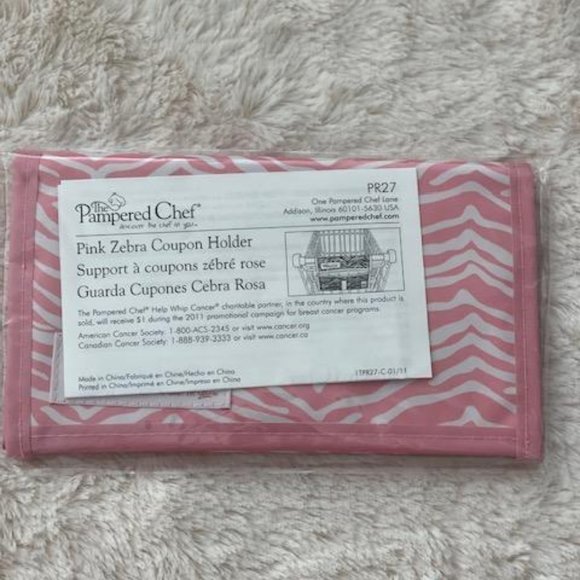 The
Pampered Chef®
discover the chef in you™
PR27
One Pampered Chef Lane
Addison, Illinois 60101-5630 USA
www.pamperedchef.com
Pink Zebra Coupon Holder
Support à coupons zébré rose
Guarda Cupones Cebra Rosa
The Pampered Chef® Help Whip Cancer® charitable partner, in the country where this product is
sold, will receive $1 during the 2011 promotional campaign for breast cancer programs.
American Cancer Society: 1-800-ACS-2345 or visit www.cancer.org
Canadian Cancer Society: 1-888-939-3333 or visit www.cancer.ca
Made in China/Fabriqué en Chine/Hecho en China
Printed in China/Imprimé en Chine/Impreso en China
ITPR27-C 01/11